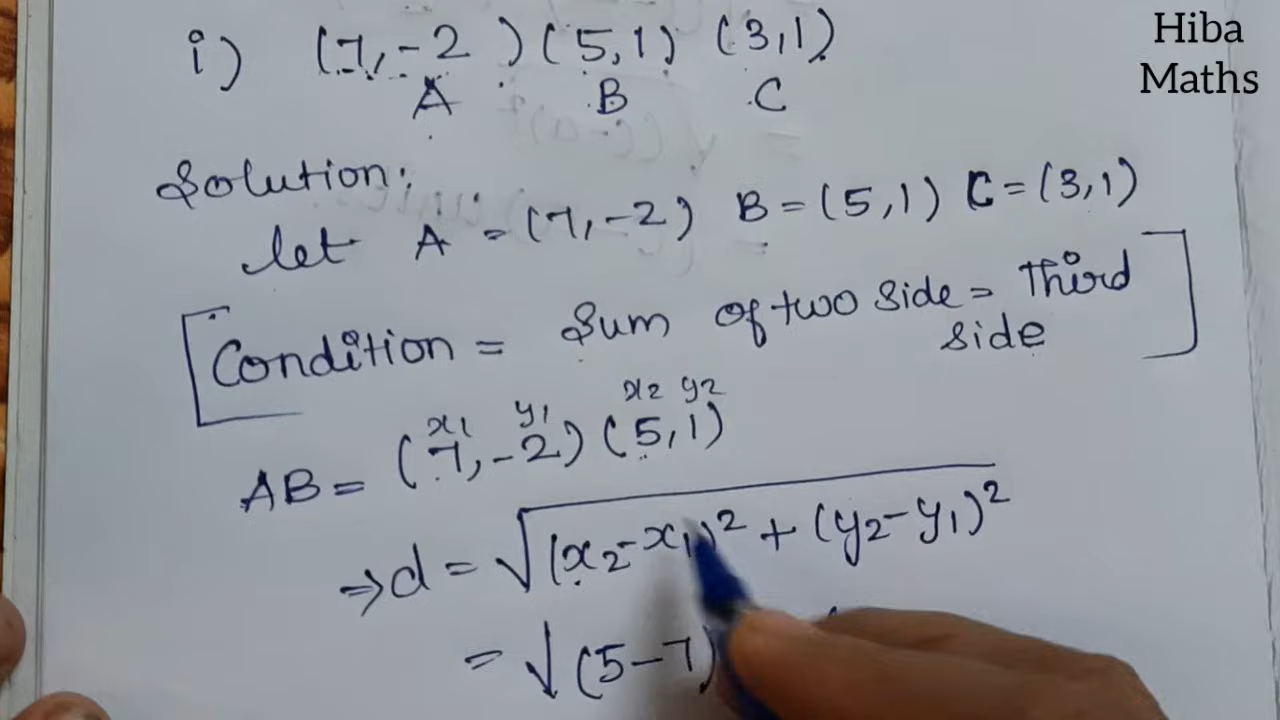 Hiba
Maths
i) (7,-2) (5,1) (3,1)
A B C
Solution:
let A = (7,-2) B = (5,1) C = (3,1)
[Condition = Sum of two side = Third
side]
x1 y1 x2 y2
AB = (7,-2) (5,1)
⇒ d = √(x2-x1)² + (y2-y1)²
= √(5-7)